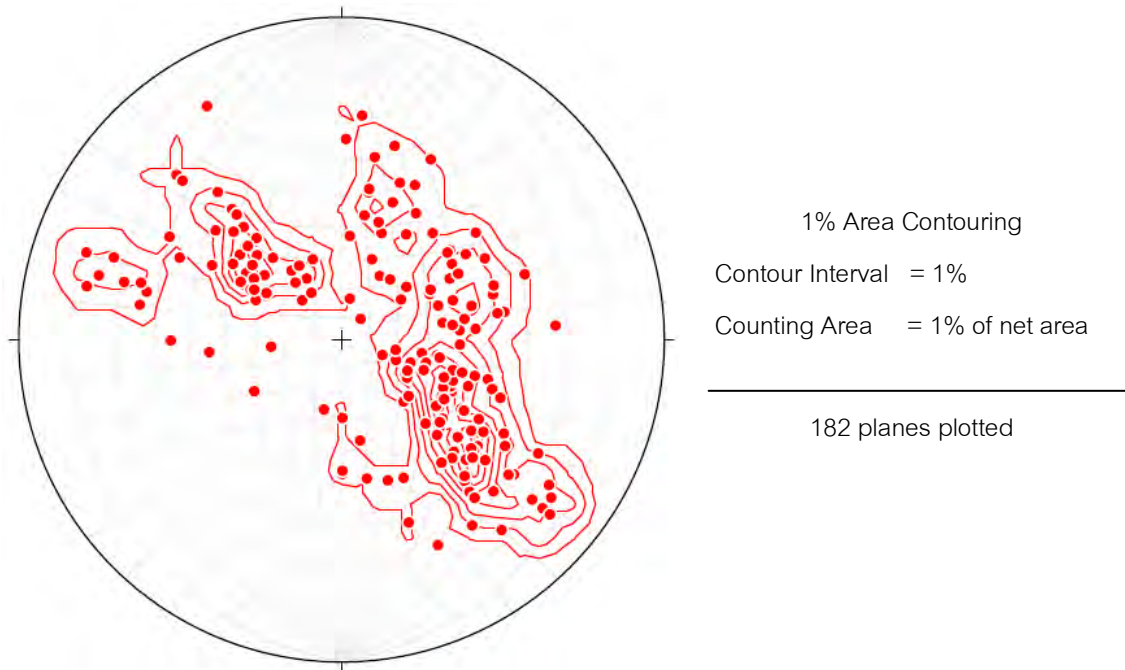 1% Area Contouring
Contour Interval = 1%
Counting Area = 1% of net area
182 planes plotted